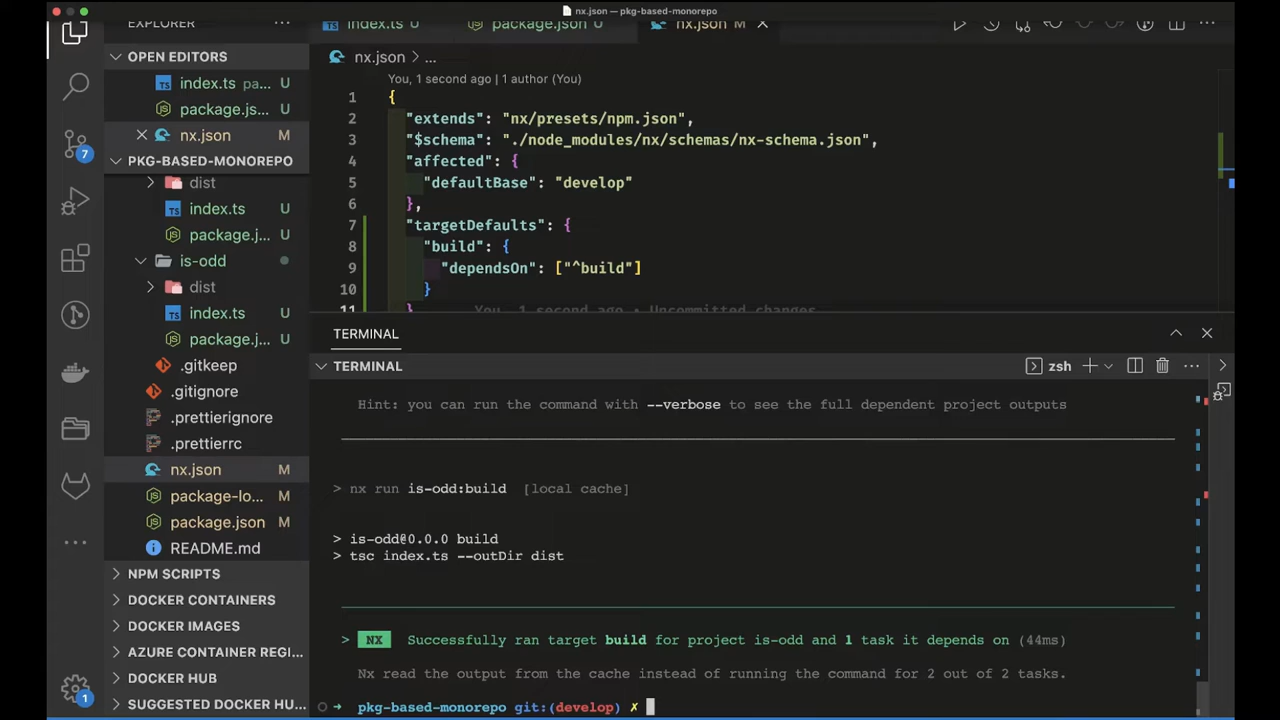 nx.json — pkg-based-monorepo
EXPLORER
index.ts U
package.json U
nx.json M
OPEN EDITORS
index.ts pa... U
package.js... U
nx.json M
PKG-BASED-MONOREPO
dist
index.ts U
package.j... U
is-odd
dist
index.ts U
package.j... U
.gitkeep
.gitignore
.prettierignore
.prettierrc
nx.json M
package-lo... M
package.json M
README.md
NPM SCRIPTS
DOCKER CONTAINERS
DOCKER IMAGES
AZURE CONTAINER REGI...
DOCKER HUB
SUGGESTED DOCKER HU...
7
1
nx.json > ...
You, 1 second ago | 1 author (You)
1 {
2 "extends": "nx/presets/npm.json",
3 "$schema": "./node_modules/nx/schemas/nx-schema.json",
4 "affected": {
5 "defaultBase": "develop"
6 },
7 "targetDefaults": {
8 "build": {
9 "dependsOn": ["^build"]
10 }
11 } You, 1 second ago • Uncommitted changes
TERMINAL
TERMINAL
zsh
Hint: you can run the command with --verbose to see the full dependent project outputs
> nx run is-odd:build [local cache]
> is-odd@0.0.0 build
> tsc index.ts --outDir dist
> NX Successfully ran target build for project is-odd and 1 task it depends on (44ms)
Nx read the output from the cache instead of running the command for 2 out of 2 tasks.
➜ pkg-based-monorepo git:(develop) ✗